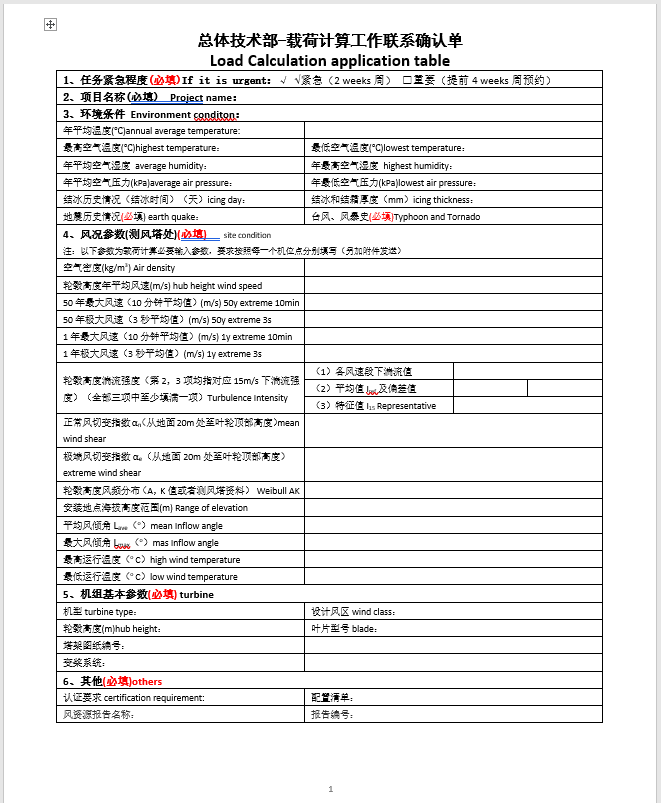 总体技术部–载荷计算工作联系确认单
Load Calculation application table
1、任务紧急程度(必填)If it is urgent: √ √紧急（2 weeks 周） □重要（提前 4 weeks 周预约）
2、项目名称(必填) Project name:
3、环境条件 Environment conditon:
年平均温度(°C)annual average temperature:
最高空气温度(°C)highest temperature:
最低空气温度(°C)lowest temperature:
年平均空气湿度 average humidity:
年最高空气湿度 highest humidity:
年平均空气压力(kPa)average air pressure:
年最低空气压力(kPa)lowest air pressure:
结冰历史情况（结冰时间）（天）icing day:
结冰和结霜厚度（mm）icing thickness:
地震历史情况(必填) earth quake:
台风、风暴史(必填)Typhoon and Tornado
4、风况参数(测风塔处)(必填) site condition
注：以下参数为载荷计算必要输入参数，要求按照每一个机位点分别填写（另加附件发送）
空气密度(kg/m³) Air density
轮毂高度年平均风速(m/s) hub height wind speed
50 年最大风速（10 分钟平均值）(m/s) 50y extreme 10min
50 年极大风速（3 秒平均值）(m/s) 50y extreme 3s
1 年最大风速（10 分钟平均值）(m/s) 1y extreme 10min
1 年极大风速（3 秒平均值）(m/s) 1y extreme 3s
轮毂高度湍流强度（第 2，3 项均指对应 15m/s 下湍流强
度）（全部三项中至少填满一项）Turbulence Intensity
（1）各风速段下湍流值
（2）平均值 Iref 及偏差值
（3）特征值 I15 Representative
正常风切变指数 αn（从地面 20m 处至叶轮顶部高度)mean
wind shear
极端风切变指数 αe（从地面 20m 处至叶轮顶部高度）
extreme wind shear
轮毂高度风频分布（A，K 值或者测风塔资料） Weibull AK
安装地点海拔高度范围(m) Range of elevation
平均风倾角 Iave（°）mean Inflow angle
最大风倾角 Imax（°）mas Inflow angle
最高运行温度（° C）high wind temperature
最低运行温度（° C）low wind temperature
5、机组基本参数(必填) turbine
机型 turbine type:
设计风区 wind class:
轮毂高度(m)hub height:
叶片型号 blade:
塔架图纸编号：
变桨系统：
6、其他(必填)others
认证要求 certification requirement:
配置清单：
风资源报告名称：
报告编号：
1